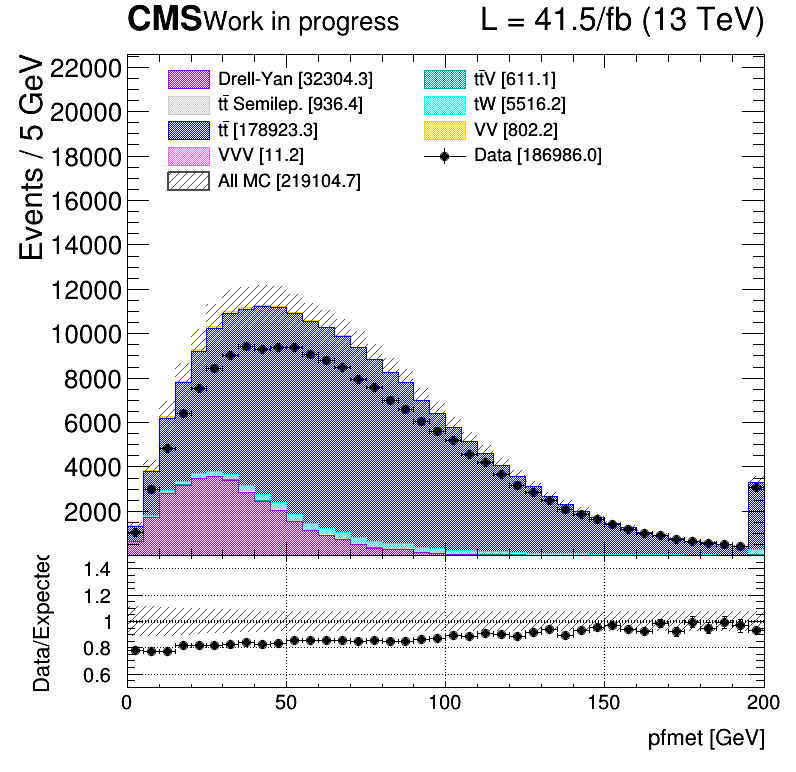 CMS Work in progress L = 41.5/fb (13 TeV)
Events / 5 GeV
22000
20000
18000
16000
14000
12000
10000
8000
6000
4000
2000
Drell-Yan [32304.3]
tt̄ Semilep. [936.4]
tt̄ [178923.3]
VVV [11.2]
All MC [219104.7]
tt̄V [611.1]
tW [5516.2]
VV [802.2]
Data [186986.0]
Data/Expected
1.4
1.2
1
0.8
0.6
0 50 100 150 200
pfmet [GeV]